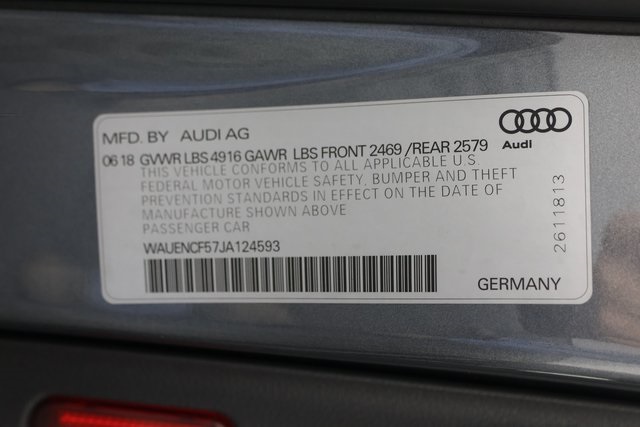 MFD. BY AUDI AG
06 18 GVWR LBS 4916 GAWR LBS FRONT 2469 /REAR 2579
Audi
THIS VEHICLE CONFORMS TO ALL APPLICABLE U.S.
FEDERAL MOTOR VEHICLE SAFETY, BUMPER AND THEFT
PREVENTION STANDARDS IN EFFECT ON THE DATE OF
MANUFACTURE SHOWN ABOVE
PASSENGER CAR
WAUENCF57JA124593
GERMANY
26111813